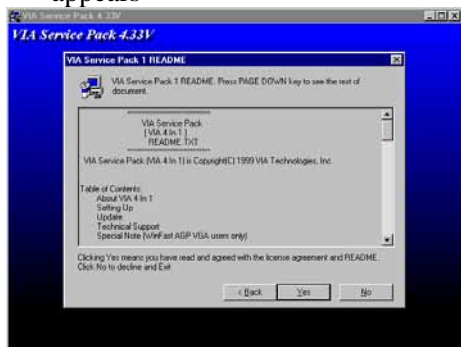 appears
VIA Service Pack 4.33V
VIA Service Pack 4.33V
VIA Service Pack 1 README
VIA Service Pack 1 README. Press PAGE DOWN key to see the rest of
document.
====================
VIA Service Pack
[ VIA 4 in 1 ]
README.TXT
====================
VIA Service Pack (VIA 4 in 1) is Copyright(C) 1999 VIA Technologies, Inc.
Table of Contents:
About VIA 4 in 1
Setting Up
Update
Technical Support
Special Note (WinFast AGP VGA users only)
Clicking Yes means you have read and agreed with the license agreement and README.
Click No to decline and Exit
< Back
Yes
No